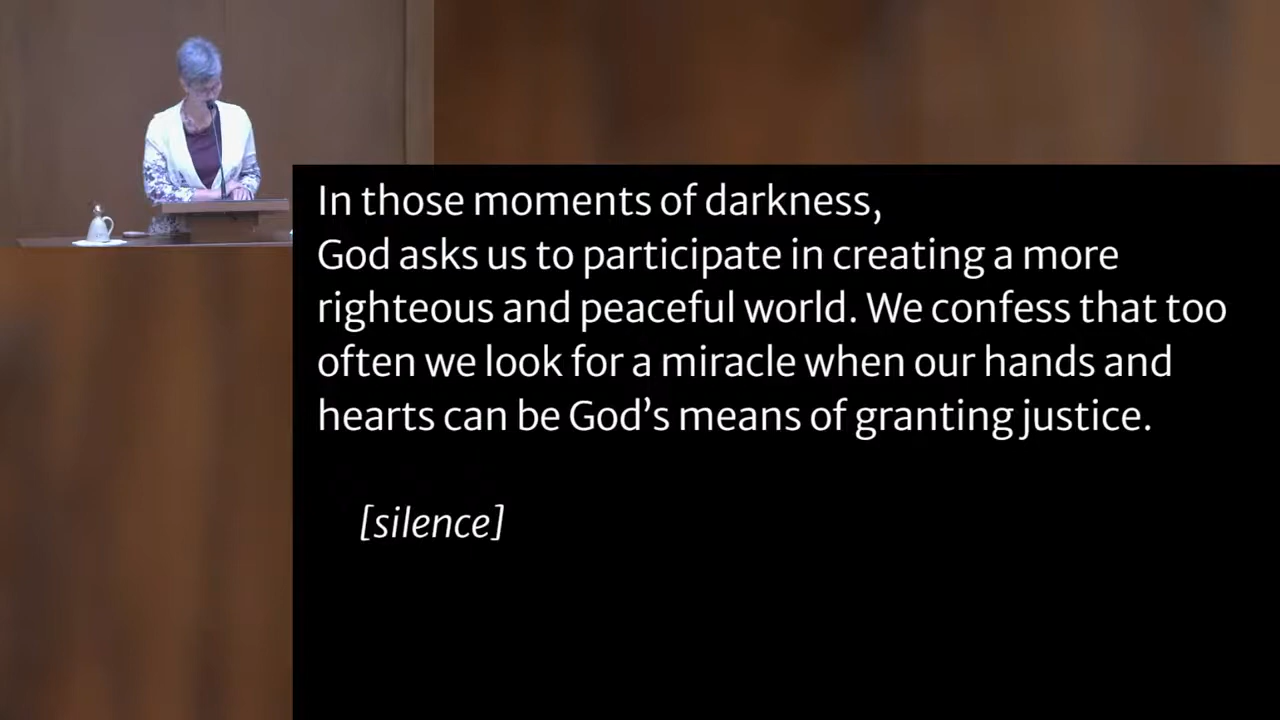 In those moments of darkness,
God asks us to participate in creating a more
righteous and peaceful world. We confess that too
often we look for a miracle when our hands and
hearts can be God’s means of granting justice.
[silence]